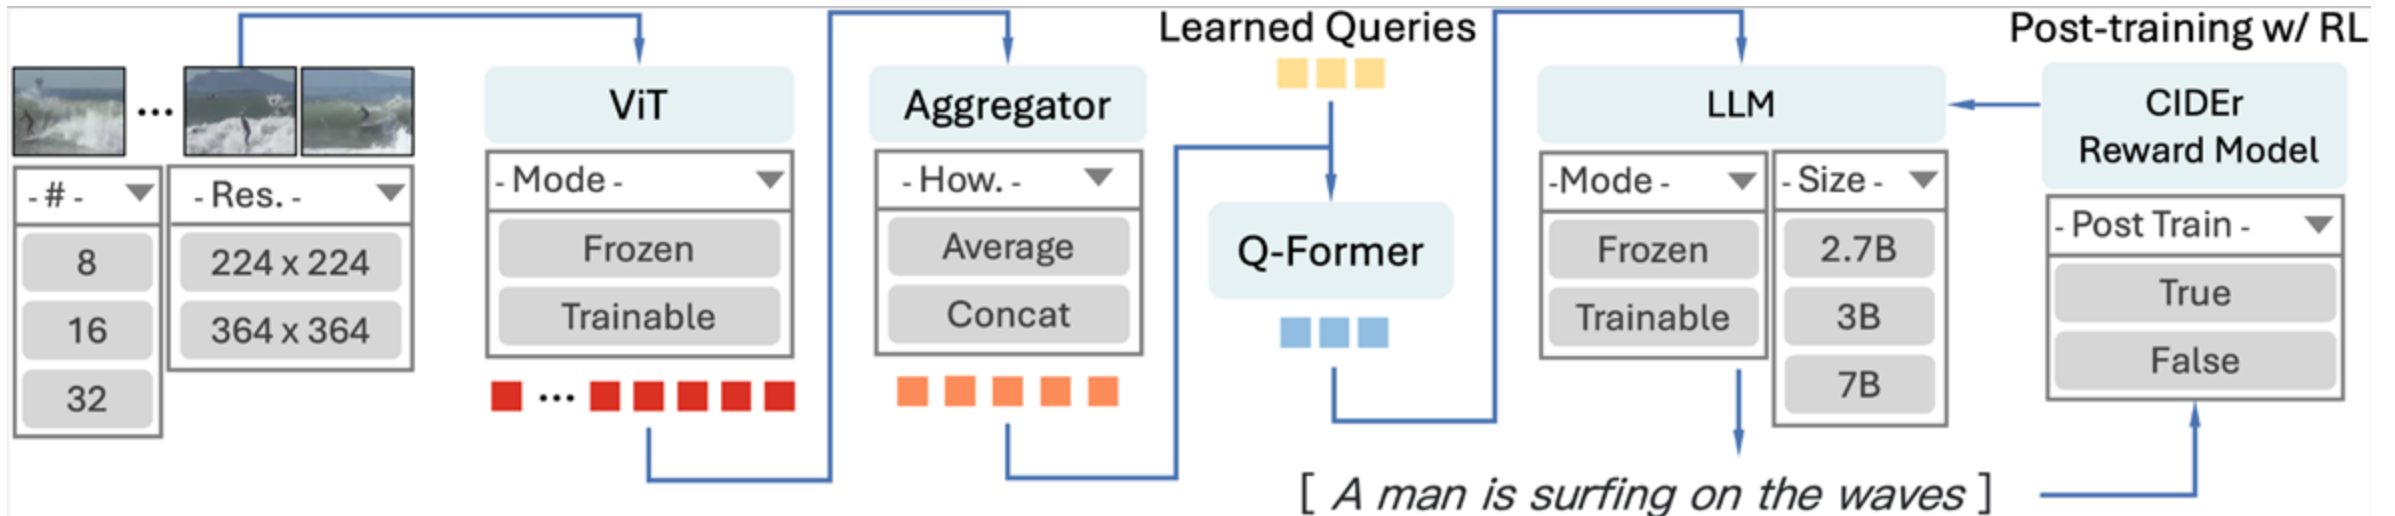 Learned Queries
Post-training w/ RL
...
ViT
Aggregator
LLM
CIDEr
Reward Model
- # -
8
16
32
- Res. -
224 x 224
364 x 364
- Mode -
Frozen
Trainable
...
- How. -
Average
Concat
Q-Former
-Mode -
Frozen
Trainable
- Size -
2.7B
3B
7B
- Post Train -
True
False
[ A man is surfing on the waves ]